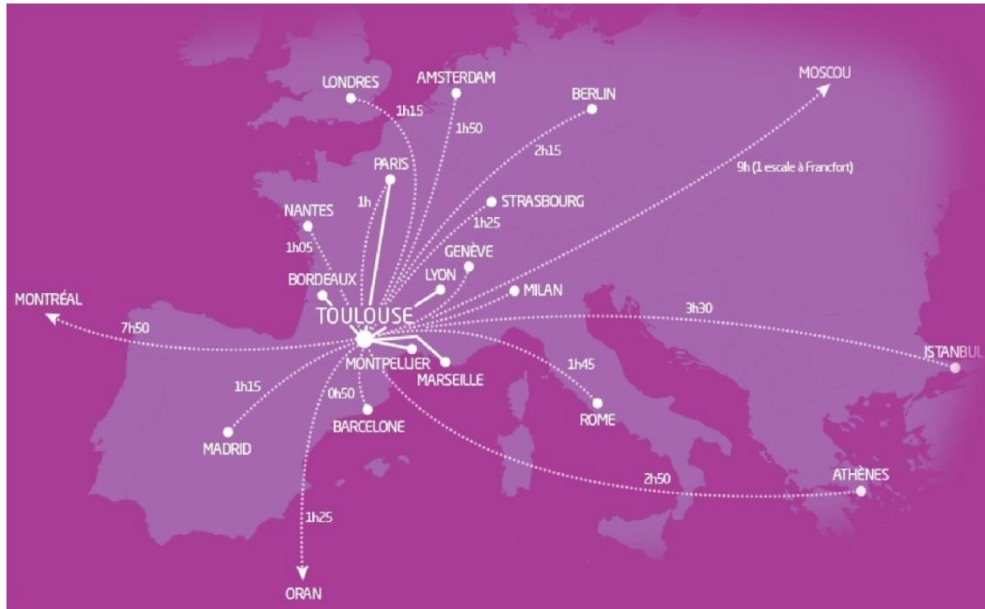 LONDRES
AMSTERDAM
MOSCOU
BERLIN
1h15
1h50
2h15
PARIS
9h (1 escale à Francfort)
1h
STRASBOURG
NANTES
1h25
1h05
GENÈVE
BORDEAUX
LYON
MILAN
MONTRÉAL
TOULOUSE
3h30
7h50
ISTANBUL
MONTPELLIER
MARSEILLE
1h45
1h15
0h50
BARCELONE
ROME
MADRID
ATHÈNES
2h50
1h25
ORAN